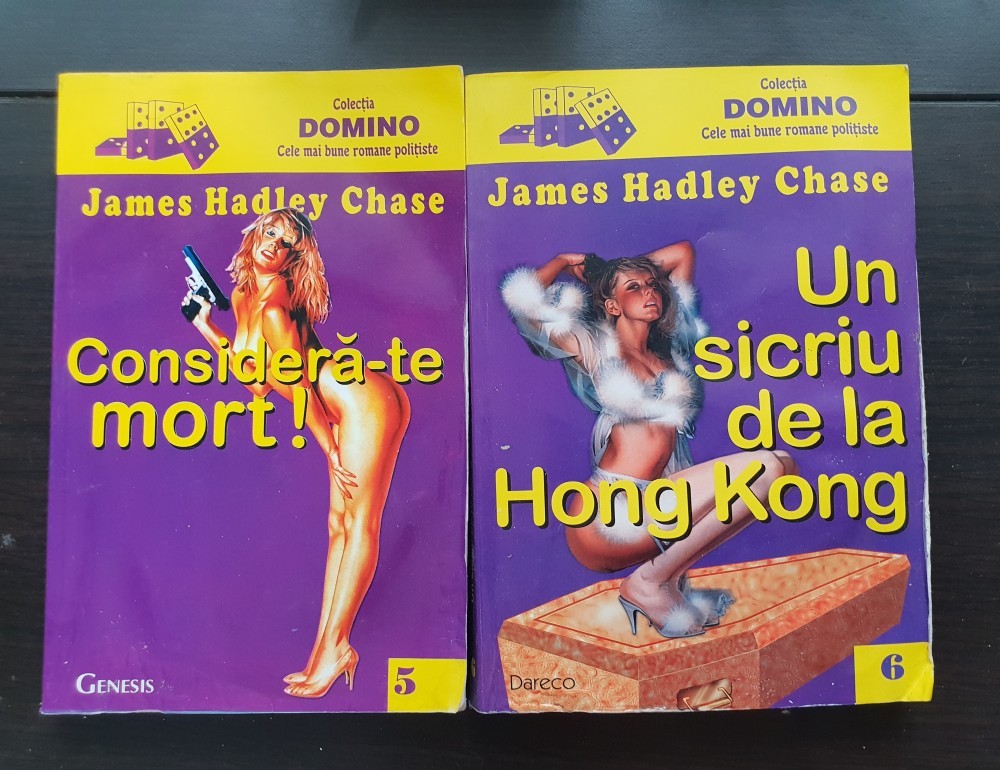 Colecția
DOMINO
Cele mai bune romane polițiste
James Hadley Chase
Consideră-te
mort!
GENESIS
5
Colecția
DOMINO
Cele mai bune romane polițiste
James Hadley Chase
Un
sicriu
de la
Hong Kong
Dareco
6